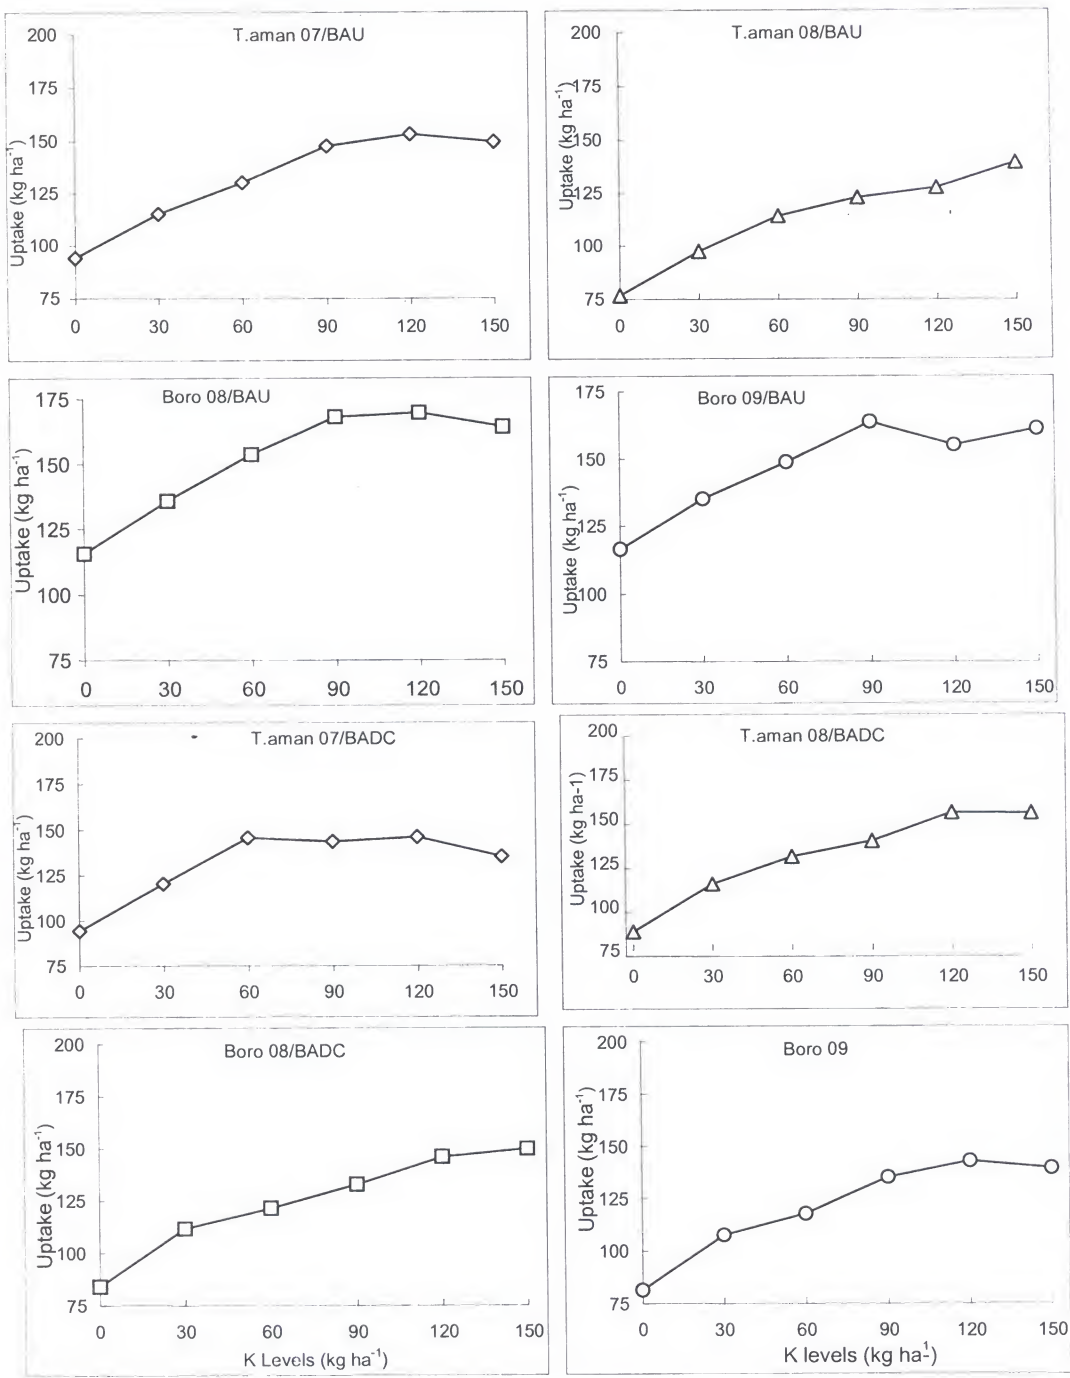 T.aman 07/BAU
200
175
150
125
100
75
0 30 60 90 120 150
Uptake (kg ha⁻¹)
T.aman 08/BAU
200
175
150
125
100
75
0 30 60 90 120 150
Uptake (kg ha⁻¹)
Boro 08/BAU
175
150
125
100
75
0 30 60 90 120 150
Uptake (kg ha⁻¹)
Boro 09/BAU
175
150
125
100
75
0 30 60 90 120 150
Uptake (kg ha⁻¹)
T.aman 07/BADC
200
175
150
125
100
75
0 30 60 90 120 150
Uptake (kg ha⁻¹)
T.aman 08/BADC
200
175
150
125
100
75
0 30 60 90 120 150
Uptake (kg ha-1)
Boro 08/BADC
200
175
150
125
100
75
0 30 60 90 120 150
Uptake (kg ha⁻¹)
K Levels (kg ha⁻¹)
Boro 09
200
175
150
125
100
75
0 30 60 90 120 150
Uptake (kg ha⁻¹)
K levels (kg ha⁻¹)